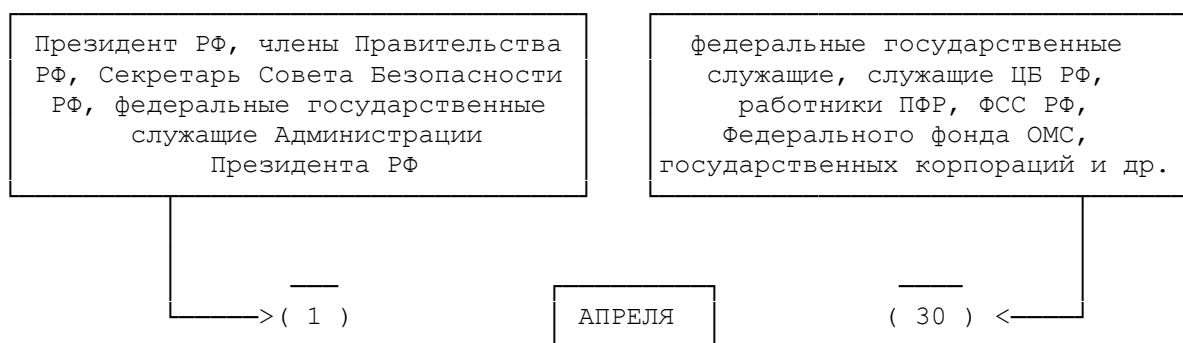 Президент РФ, члены Правительства
РФ, Секретарь Совета Безопасности
РФ, федеральные государственные
служащие Администрации
Президента РФ
федеральные государственные
служащие, служащие ЦБ РФ,
работники ПФР, ФСС РФ,
Федерального фонда ОМС,
государственных корпораций и др.
>( 1 ) АПРЕЛЯ ( 30 ) <